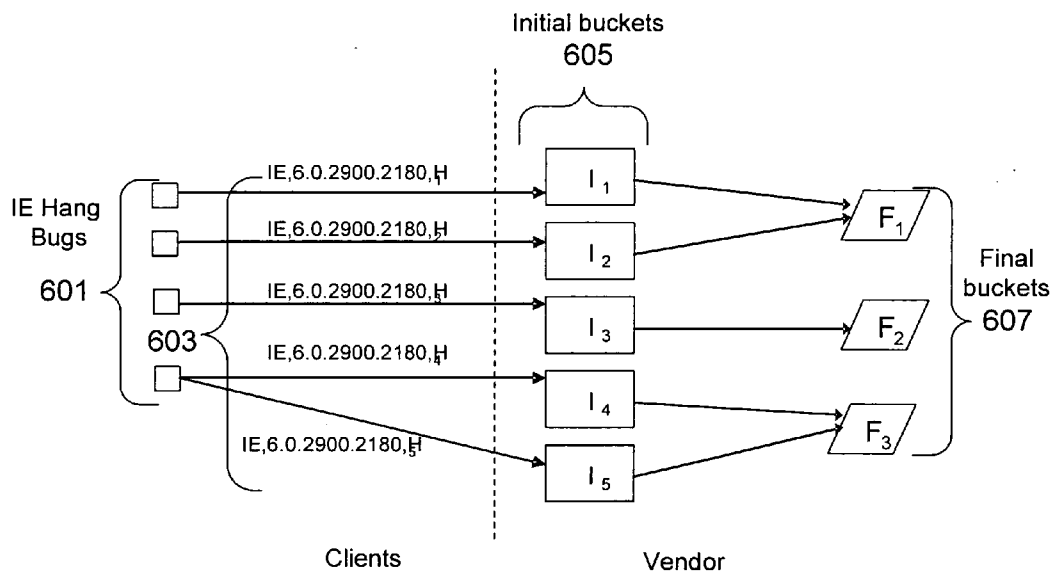 Initial buckets
605
IE,6.0.2900.2180,H1
I1
IE Hang
Bugs
601
IE,6.0.2900.2180,H2
I2
F1
IE,6.0.2900.2180,H3
I3
F2
Final
buckets
607
603
IE,6.0.2900.2180,H4
I4
F3
IE,6.0.2900.2180,H5
I5
Clients
Vendor